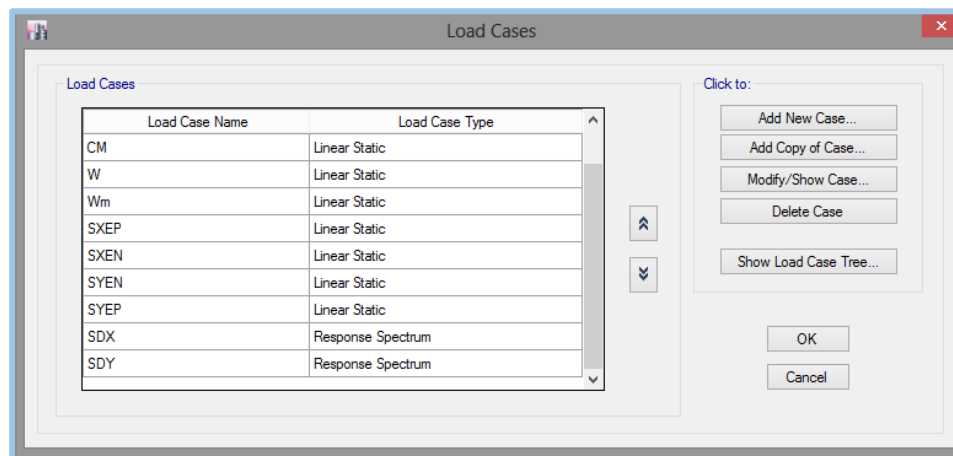 Load Cases
Load Cases
Click to:
Load Case Name Load Case Type
CM Linear Static
W Linear Static
Wm Linear Static
SXEP Linear Static
SXEN Linear Static
SYEN Linear Static
SYEP Linear Static
SDX Response Spectrum
SDY Response Spectrum
Add New Case...
Add Copy of Case...
Modify/Show Case...
Delete Case
Show Load Case Tree...
OK
Cancel